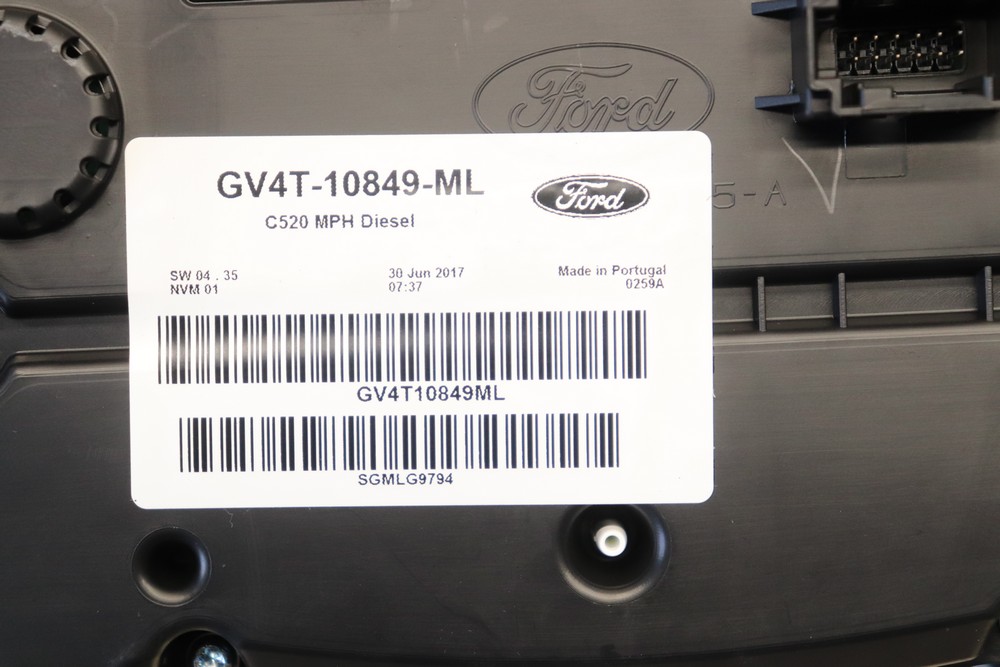 Ford
GV4T-10849-ML
Ford
C520 MPH Diesel
5-A
SW 04 . 35
30 Jun 2017
Made in Portugal
NVM 01
07:37
0259A
GV4T10849ML
SGMLG9794